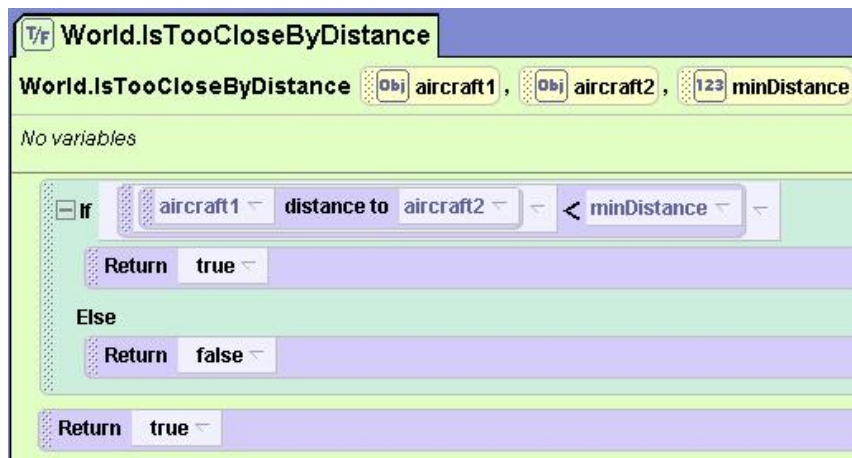 T/F World.IsTooCloseByDistance
World.IsTooCloseByDistance Obj aircraft1 , Obj aircraft2 , 123 minDistance
No variables
If aircraft1 distance to aircraft2 < minDistance
Return true
Else
Return false
Return true